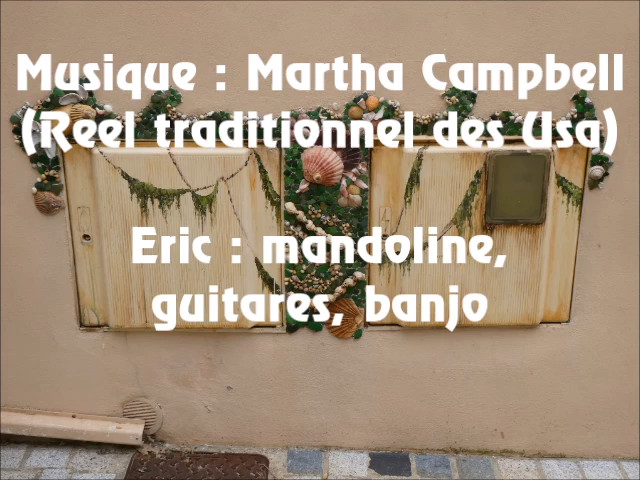 Musique : Martha Campbell
(Reel traditionnel des Usa)
Eric : mandoline,
guitares, banjo